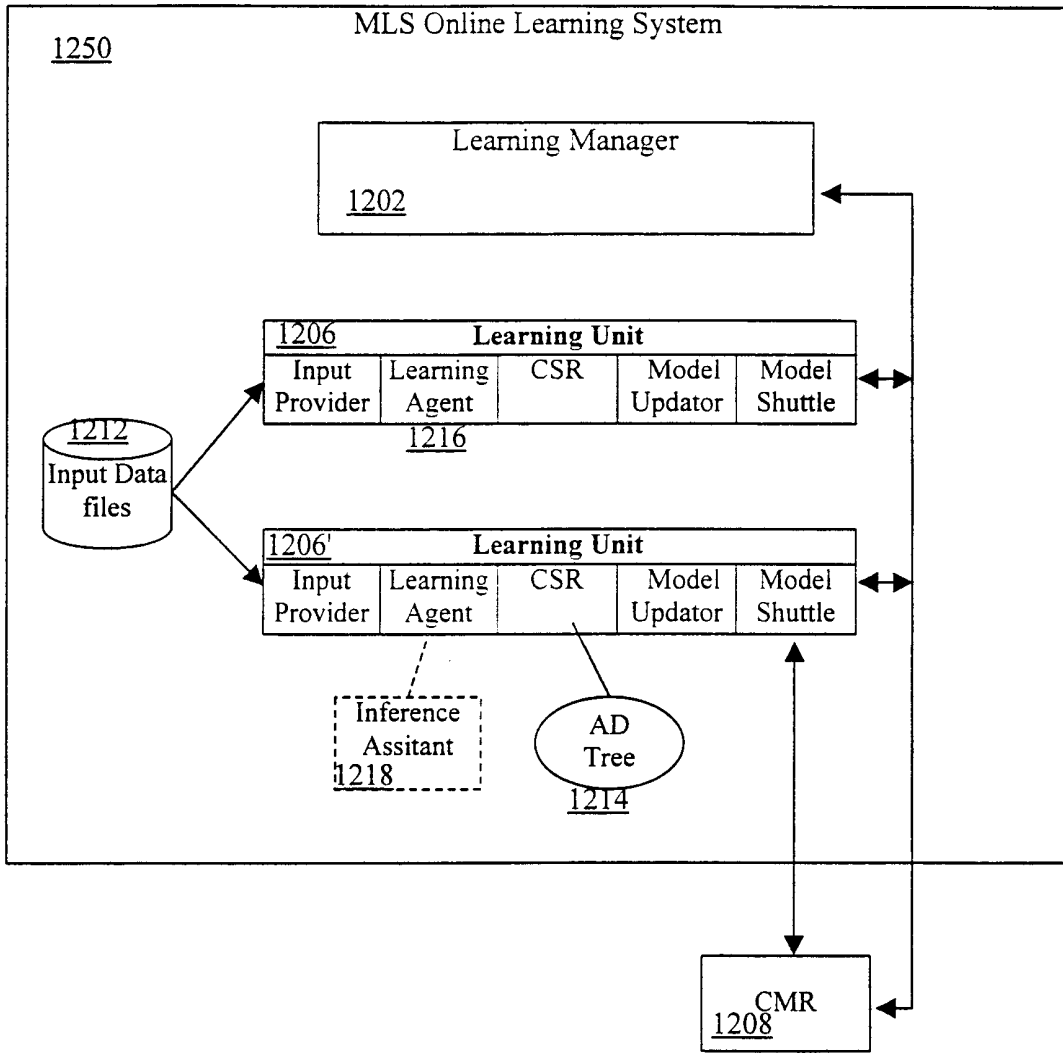 MLS Online Learning System
1250
Learning Manager
1202
1206 Learning Unit
Input Provider
Learning Agent
CSR
Model Updator
Model Shuttle
1216
1212
Input Data
files
1206' Learning Unit
Input Provider
Learning Agent
CSR
Model Updator
Model Shuttle
Inference
Assitant
1218
AD
Tree
1214
CMR
1208